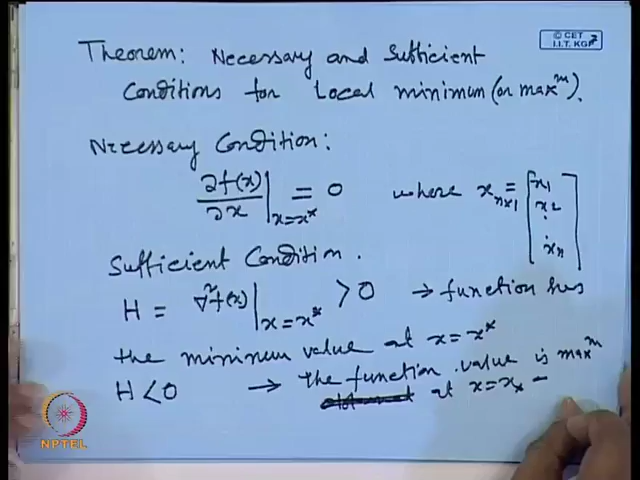 © CET
I.I.T. KGP
Theorem: Necessary and Sufficient
Conditions for Local minimum (or max^m).
Necessary Condition:
∂f(x)/∂x |x=x* = 0 where x n×1 = [x1 x2 . . xn]
Sufficient Condition.
H = ∇²f(x) |x=x* > 0 → function has
the minimum value at x=x*
H < 0 → the function value is max^m
at x=x* -
NPTEL